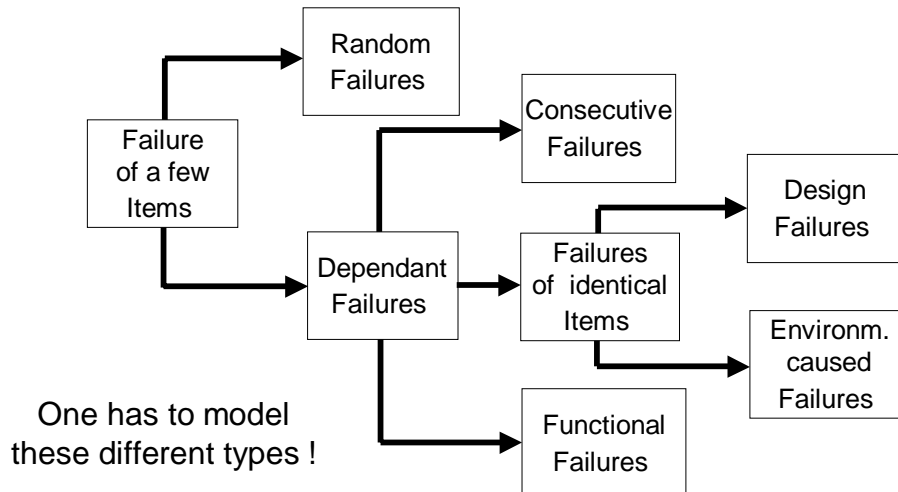 Random
Failures
Failure
of a few
Items
Consecutive
Failures
Dependant
Failures
Failures
of identical
Items
Design
Failures
Environm.
caused
Failures
Functional
Failures
One has to model
these different types !